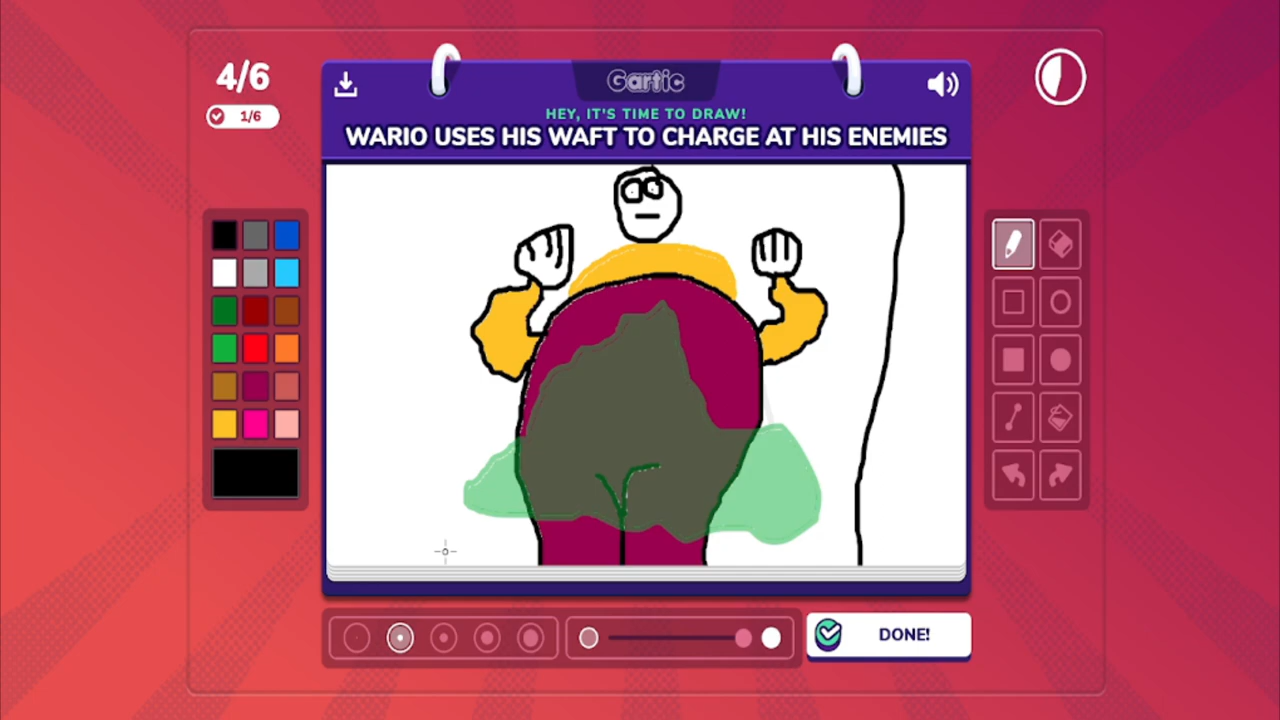 4/6
1/6
Gartic
HEY, IT'S TIME TO DRAW!
WARIO USES HIS WAFT TO CHARGE AT HIS ENEMIES
DONE!